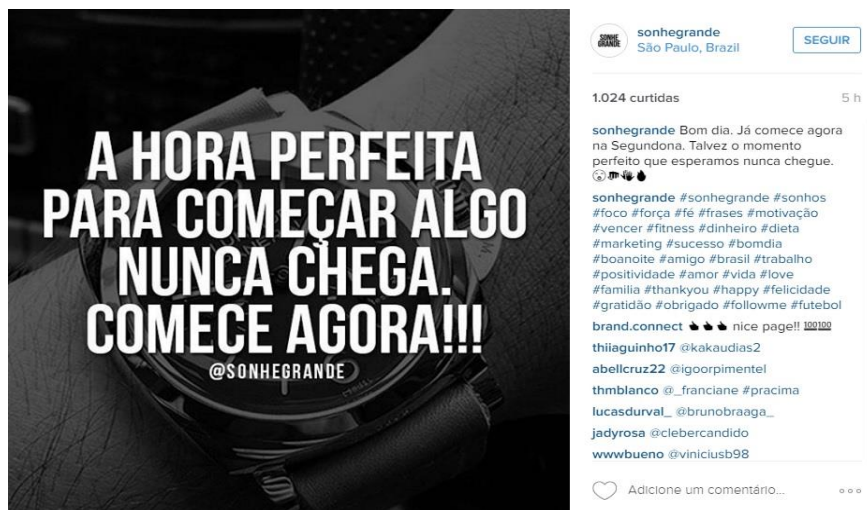 A HORA PERFEITA
PARA COMEÇAR ALGO
NUNCA CHEGA.
COMECE AGORA!!!
@SONHEGRANDE
SONHE
GRANDE
sonhegrande
São Paulo, Brazil
SEGUIR
1.024 curtidas
5 h
sonhegrande Bom dia. Já comece agora
na Segundona. Talvez o momento
perfeito que esperamos nunca chegue.
sonhegrande #sonhegrande #sonhos
#foco #força #fé #frases #motivação
#vencer #fitness #dinheiro #dieta
#marketing #sucesso #bomdia
#boanoite #amigo #brasil #trabalho
#positividade #amor #vida #love
#familia #thankyou #happy #felicidade
#gratidão #obrigado #followme #futebol
brand.connect nice page!! 100 100
thiiaguinho17 @kakaudias2
abellcruz22 @igoorpimentel
thmblanco @_franciane #pracima
lucasdurval_ @brunobraaga_
jadyrosa @clebercandido
wwwbueno @viniciusb98
Adicione um comentário...